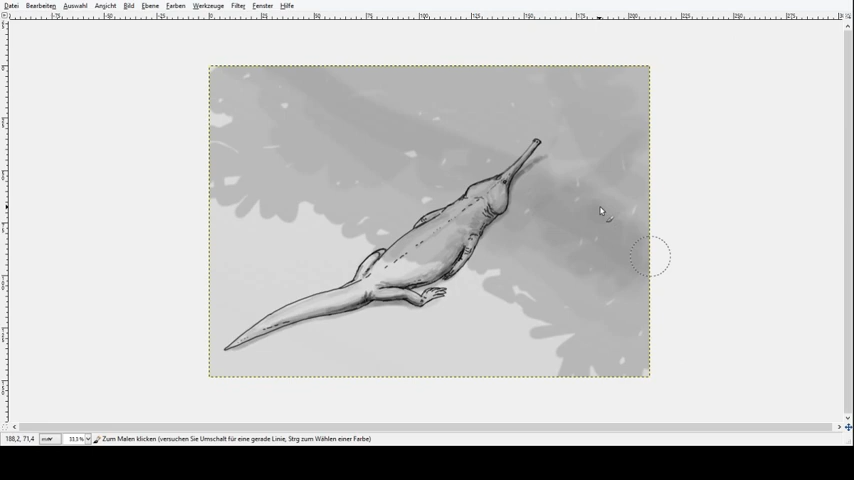 Datei Bearbeiten Auswahl Ansicht Bild Ebene Farben Werkzeuge Filter Fenster Hilfe
188,2, 71,4 33,3 % Zum Malen klicken (versuchen Sie Umschalt für eine gerade Linie, Strg zum Wählen einer Farbe)